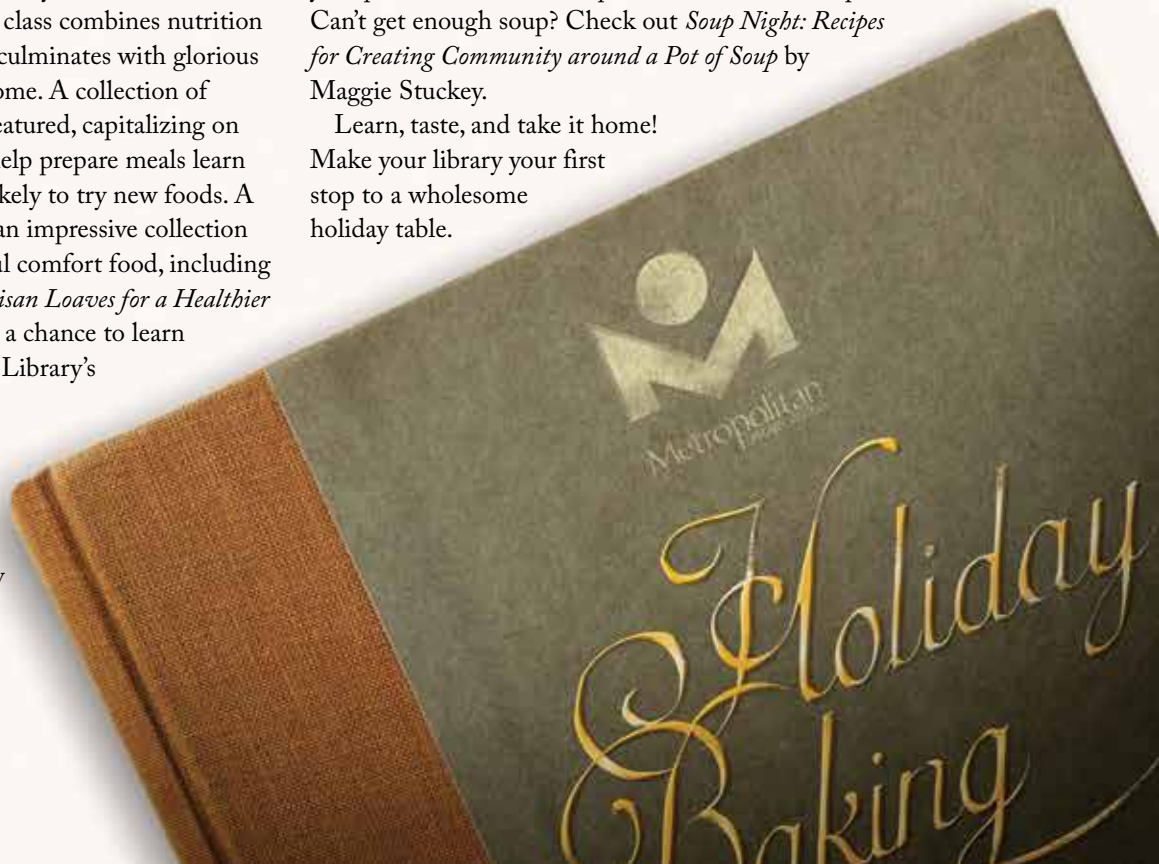 class combines nutrition
culminates with glorious
ome. A collection of
eatured, capitalizing on
elp prepare meals learn
kely to try new foods. A
an impressive collection
ul comfort food, including
isan Loaves for a Healthier
a chance to learn
Library's
Can't get enough soup? Check out Soup Night: Recipes
for Creating Community around a Pot of Soup by
Maggie Stuckey.
Learn, taste, and take it home!
Make your library your first
stop to a wholesome
holiday table.
Metropolitan
Holiday
Baking